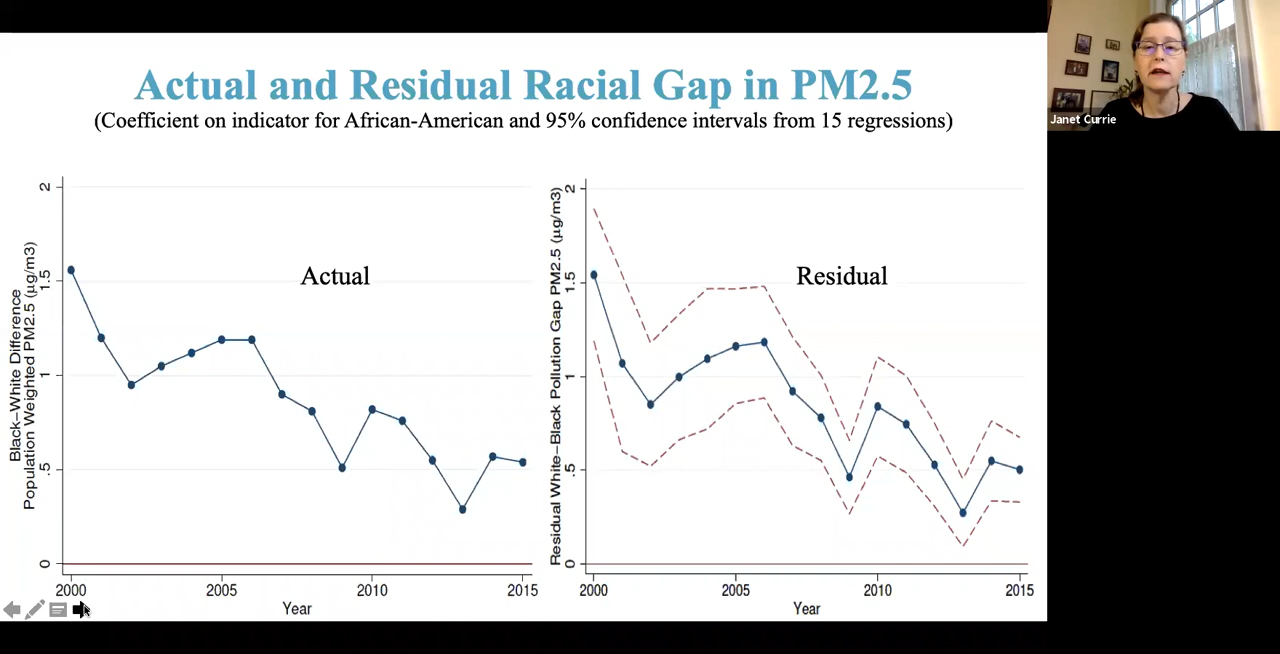 Actual and Residual Racial Gap in PM2.5
(Coefficient on indicator for African-American and 95% confidence intervals from 15 regressions)
Janet Currie
Black–White Difference
Population Weighted PM2.5 (µg/m3)
2
1.5
1
.5
0
Actual
2000
2005
2010
2015
Year
Residual White–Black Pollution Gap PM2.5 (µg/m3)
2
1.5
1
.5
0
Residual
2000
2005
2010
2015
Year